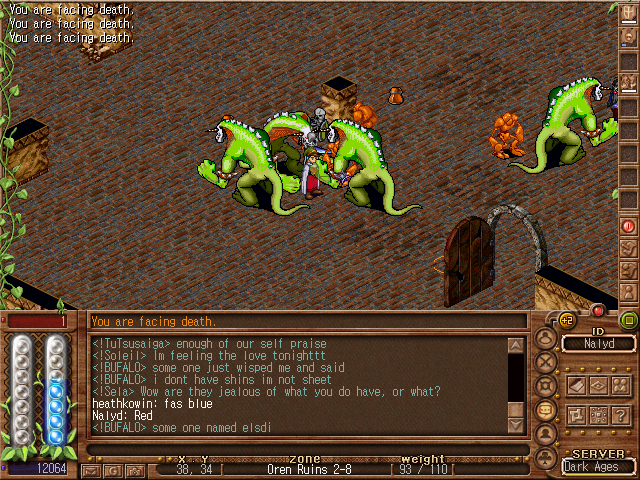 You are facing death.
You are facing death.
You are facing death.
1
You are facing death.
<!TuTsusaiga> enough of our self praise
<!Soleil> Im feeling the love tonighttt
<!BUFALO> some one just wisped me and said
<!BUFALO> i dont have shins im not sheet
<!Sela> Wow are they jealous of what you do have, or what?
heathkowin: fas blue
Nalyd: Red
<!BUFALO> some one named elsdi
+2
ID
Nalyd
?
SERVER
Dark Ages
12064
x y zone weight
38, 34 Oren Ruins 2-8 93 / 110